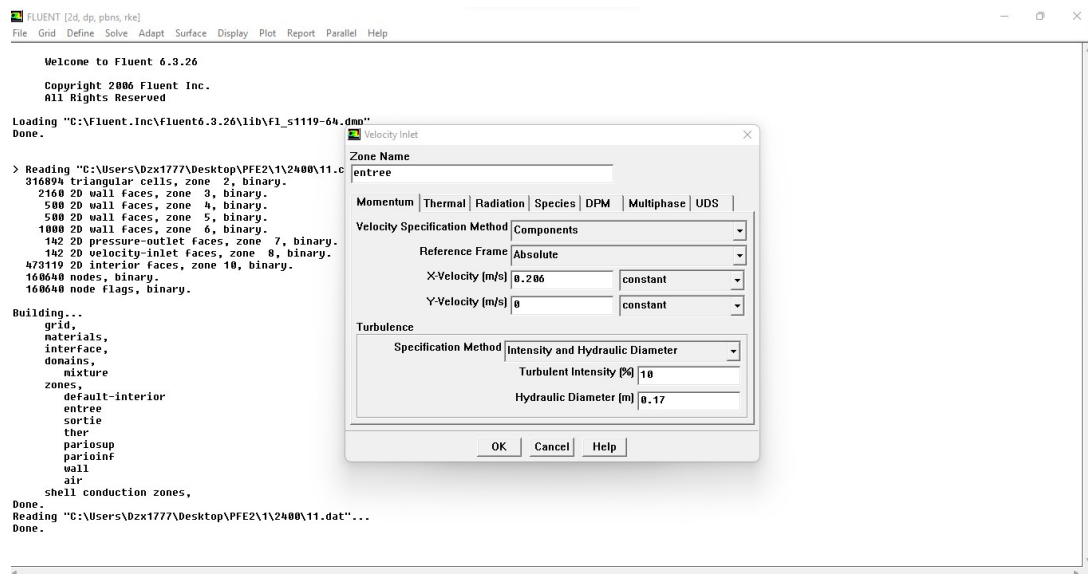 FLUENT [2d, dp, pbns, rke]
File Grid Define Solve Adapt Surface Display Plot Report Parallel Help
Welcome to Fluent 6.3.26
Copyright 2006 Fluent Inc.
All Rights Reserved
Loading "C:\Fluent.Inc\fluent6.3.26\lib\fl_s1119-64.dmp"
Done.
> Reading "C:\Users\Dzx1777\Desktop\PFE2\1\2400\11.c
316894 triangular cells, zone 2, binary.
2160 2D wall faces, zone 3, binary.
500 2D wall faces, zone 4, binary.
500 2D wall faces, zone 5, binary.
1000 2D wall faces, zone 6, binary.
142 2D pressure-outlet faces, zone 7, binary.
142 2D velocity-inlet faces, zone 8, binary.
473119 2D interior faces, zone 10, binary.
160640 nodes, binary.
160640 node flags, binary.
Building...
grid,
materials,
interface,
domains,
mixture
zones,
default-interior
entree
sortie
ther
pariosup
parioinf
wall
air
shell conduction zones,
Done.
Reading "C:\Users\Dzx1777\Desktop\PFE2\1\2400\11.dat"...
Done.
Velocity Inlet
Zone Name
entree
Momentum Thermal Radiation Species DPM Multiphase UDS
Velocity Specification Method Components
Reference Frame Absolute
X-Velocity (m/s) 0.206 constant
Y-Velocity (m/s) 0 constant
Turbulence
Specification Method Intensity and Hydraulic Diameter
Turbulent Intensity (%) 10
Hydraulic Diameter (m) 0.17
OK Cancel Help